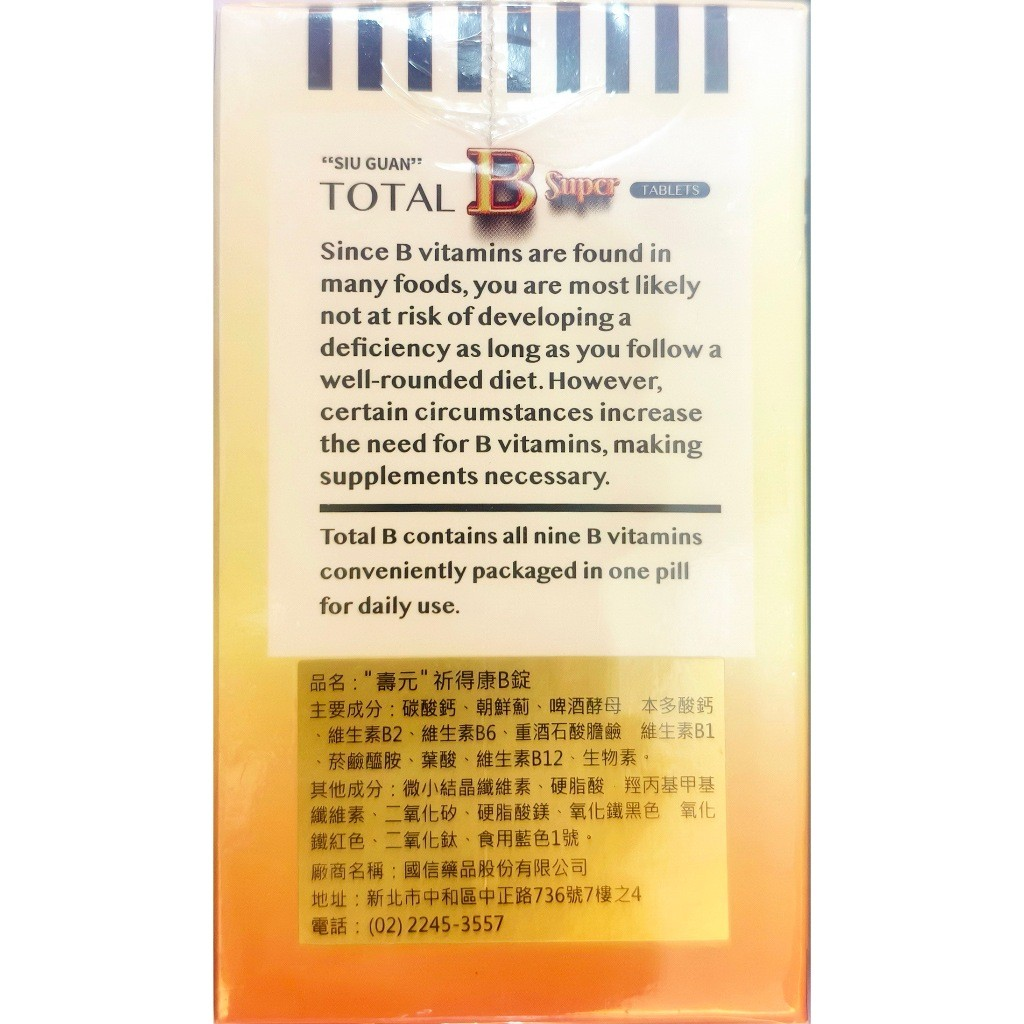 “SIU GUAN”
TOTAL B Super TABLETS
Since B vitamins are found in
many foods, you are most likely
not at risk of developing a
deficiency as long as you follow a
well-rounded diet. However,
certain circumstances increase
the need for B vitamins, making
supplements necessary.
Total B contains all nine B vitamins
conveniently packaged in one pill
for daily use.
品名："壽元"祈得康B錠
主要成分：碳酸鈣、朝鮮薊、啤酒酵母　本多酸鈣
、維生素B2、維生素B6、重酒石酸膽鹼　維生素B1
、菸鹼醯胺、葉酸、維生素B12、生物素。
其他成分：微小結晶纖維素、硬脂酸　羥丙基甲基
纖維素、二氧化矽、硬脂酸鎂、氧化鐵黑色　氧化
鐵紅色、二氧化鈦、食用藍色1號。
廠商名稱：國信藥品股份有限公司
地址：新北市中和區中正路736號7樓之4
電話：(02) 2245-3557